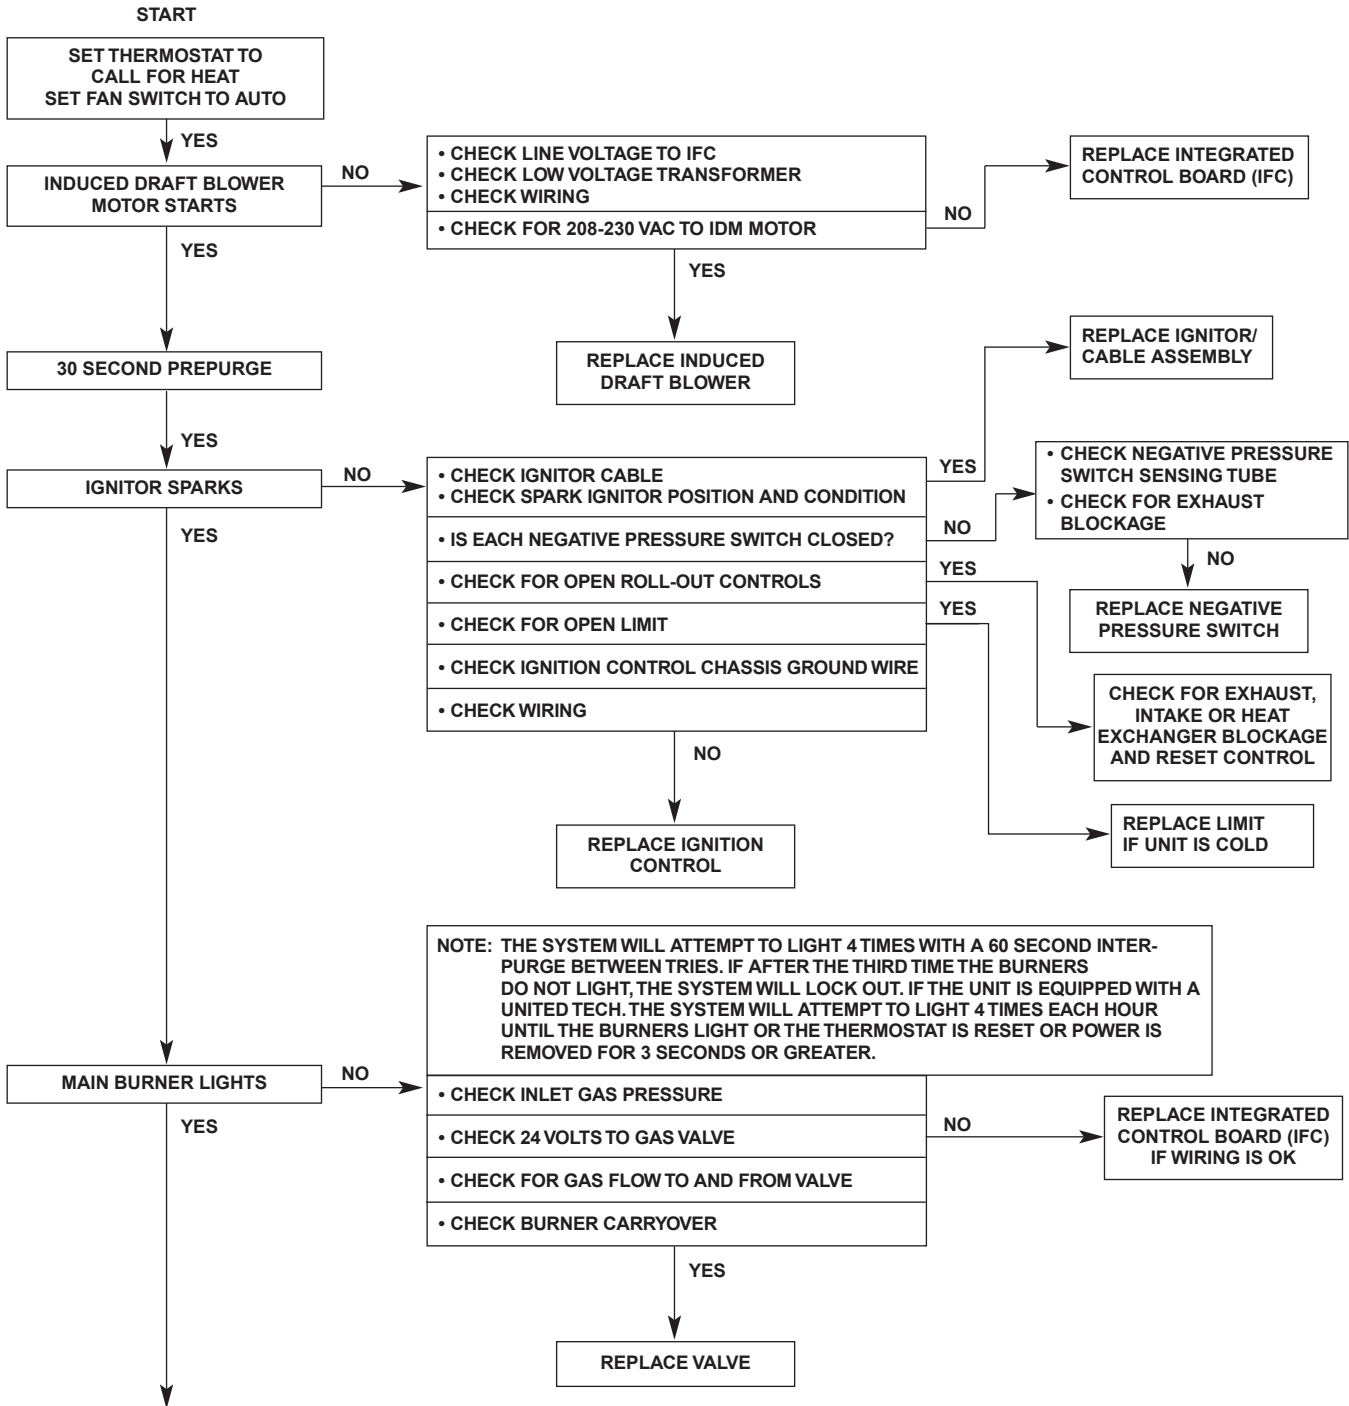 START
SET THERMOSTAT TO
CALL FOR HEAT
SET FAN SWITCH TO AUTO
YES
INDUCED DRAFT BLOWER
MOTOR STARTS
NO
• CHECK LINE VOLTAGE TO IFC
• CHECK LOW VOLTAGE TRANSFORMER
• CHECK WIRING
• CHECK FOR 208-230 VAC TO IDM MOTOR
NO
REPLACE INTEGRATED
CONTROL BOARD (IFC)
YES
REPLACE INDUCED
DRAFT BLOWER
YES
30 SECOND PREPURGE
YES
IGNITOR SPARKS
NO
• CHECK IGNITOR CABLE
• CHECK SPARK IGNITOR POSITION AND CONDITION
YES
REPLACE IGNITOR/
CABLE ASSEMBLY
• IS EACH NEGATIVE PRESSURE SWITCH CLOSED?
NO
• CHECK NEGATIVE PRESSURE
SWITCH SENSING TUBE
• CHECK FOR EXHAUST
BLOCKAGE
NO
REPLACE NEGATIVE
PRESSURE SWITCH
• CHECK FOR OPEN ROLL-OUT CONTROLS
YES
CHECK FOR EXHAUST,
INTAKE OR HEAT
EXCHANGER BLOCKAGE
AND RESET CONTROL
• CHECK FOR OPEN LIMIT
YES
REPLACE LIMIT
IF UNIT IS COLD
• CHECK IGNITION CONTROL CHASSIS GROUND WIRE
• CHECK WIRING
NO
REPLACE IGNITION
CONTROL
YES
NOTE: THE SYSTEM WILL ATTEMPT TO LIGHT 4 TIMES WITH A 60 SECOND INTER-
PURGE BETWEEN TRIES. IF AFTER THE THIRD TIME THE BURNERS
DO NOT LIGHT, THE SYSTEM WILL LOCK OUT. IF THE UNIT IS EQUIPPED WITH A
UNITED TECH. THE SYSTEM WILL ATTEMPT TO LIGHT 4 TIMES EACH HOUR
UNTIL THE BURNERS LIGHT OR THE THERMOSTAT IS RESET OR POWER IS
REMOVED FOR 3 SECONDS OR GREATER.
MAIN BURNER LIGHTS
NO
• CHECK INLET GAS PRESSURE
• CHECK 24 VOLTS TO GAS VALVE
NO
REPLACE INTEGRATED
CONTROL BOARD (IFC)
IF WIRING IS OK
• CHECK FOR GAS FLOW TO AND FROM VALVE
• CHECK BURNER CARRYOVER
YES
REPLACE VALVE
YES